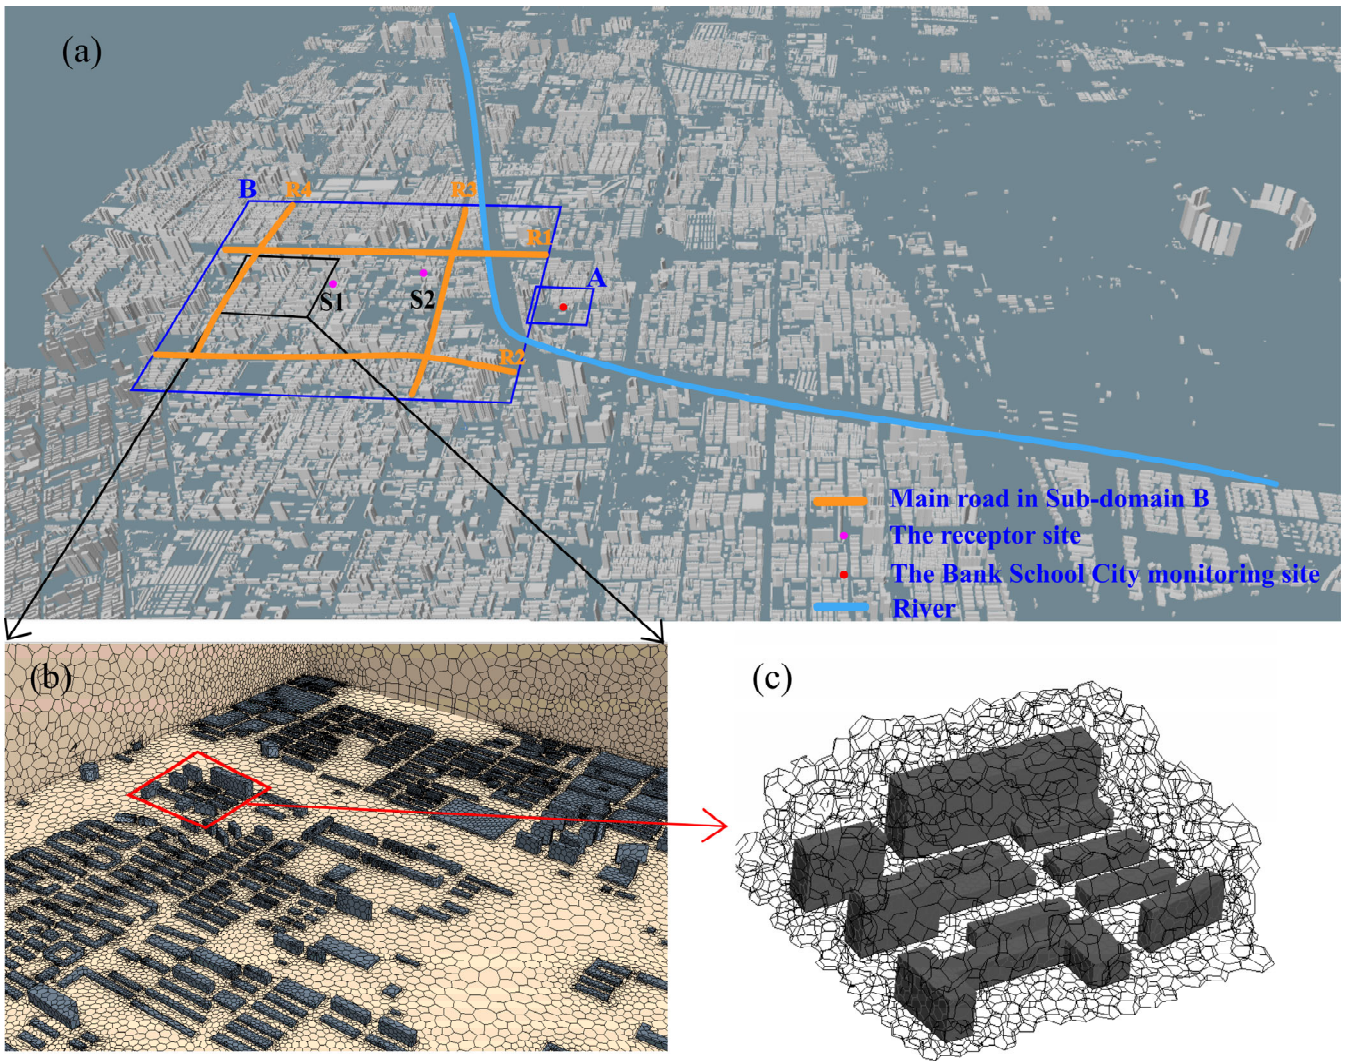 (a)
B
R4
R3
R1
A
S1
S2
R2
Main road in Sub-domain B
The receptor site
The Bank School City monitoring site
River
(b)
(c)